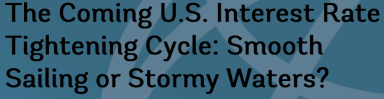 The Coming U.S. Interest Rate
Tightening Cycle: Smooth
Sailing or Stormy Waters?